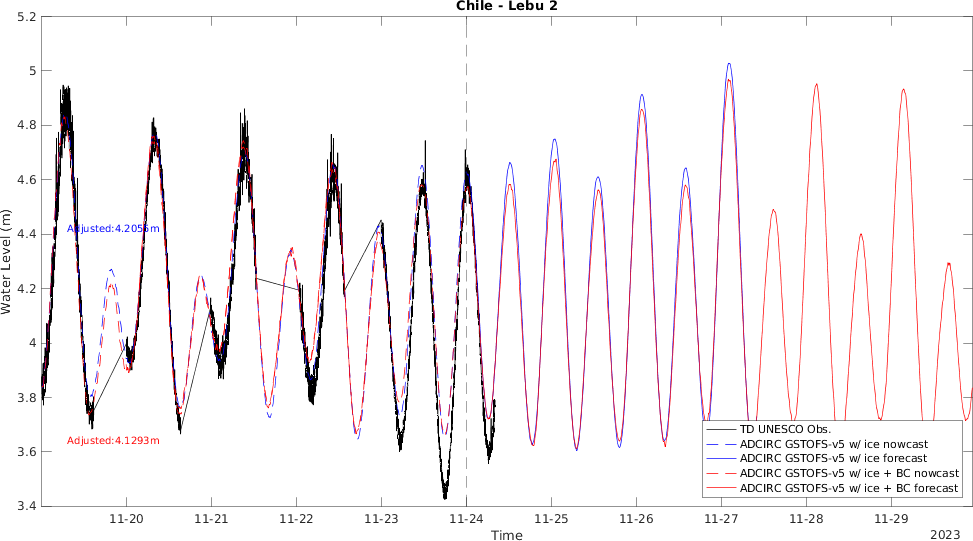 Chile - Lebu 2
5.2
5
4.8
4.6
4.4
4.2
4
3.8
3.6
3.4
Water Level (m)
Adjusted:4.2055m
Adjusted:4.1293m
TD UNESCO Obs.
ADCIRC GSTOFS-v5 w/ ice nowcast
ADCIRC GSTOFS-v5 w/ ice forecast
ADCIRC GSTOFS-v5 w/ ice + BC nowcast
ADCIRC GSTOFS-v5 w/ ice + BC forecast
11-20 11-21 11-22 11-23 11-24 11-25 11-26 11-27 11-28 11-29
Time
2023